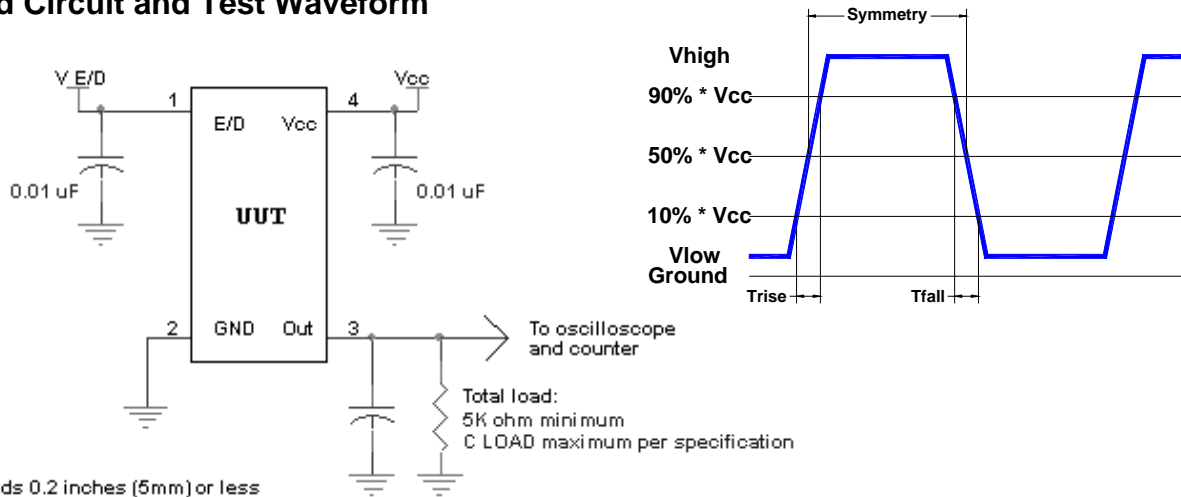 Circuit and Test Waveform
V E/D
Vcc
1
4
E/D
Vcc
0.01 uF
0.01 uF
UUT
2
GND
Out
3
To oscilloscope
and counter
Total load:
5K ohm minimum
C LOAD maximum per specification
0.2 inches (5mm) or less
Symmetry
Vhigh
90% * Vcc
50% * Vcc
10% * Vcc
Vlow
Ground
Trise
Tfall